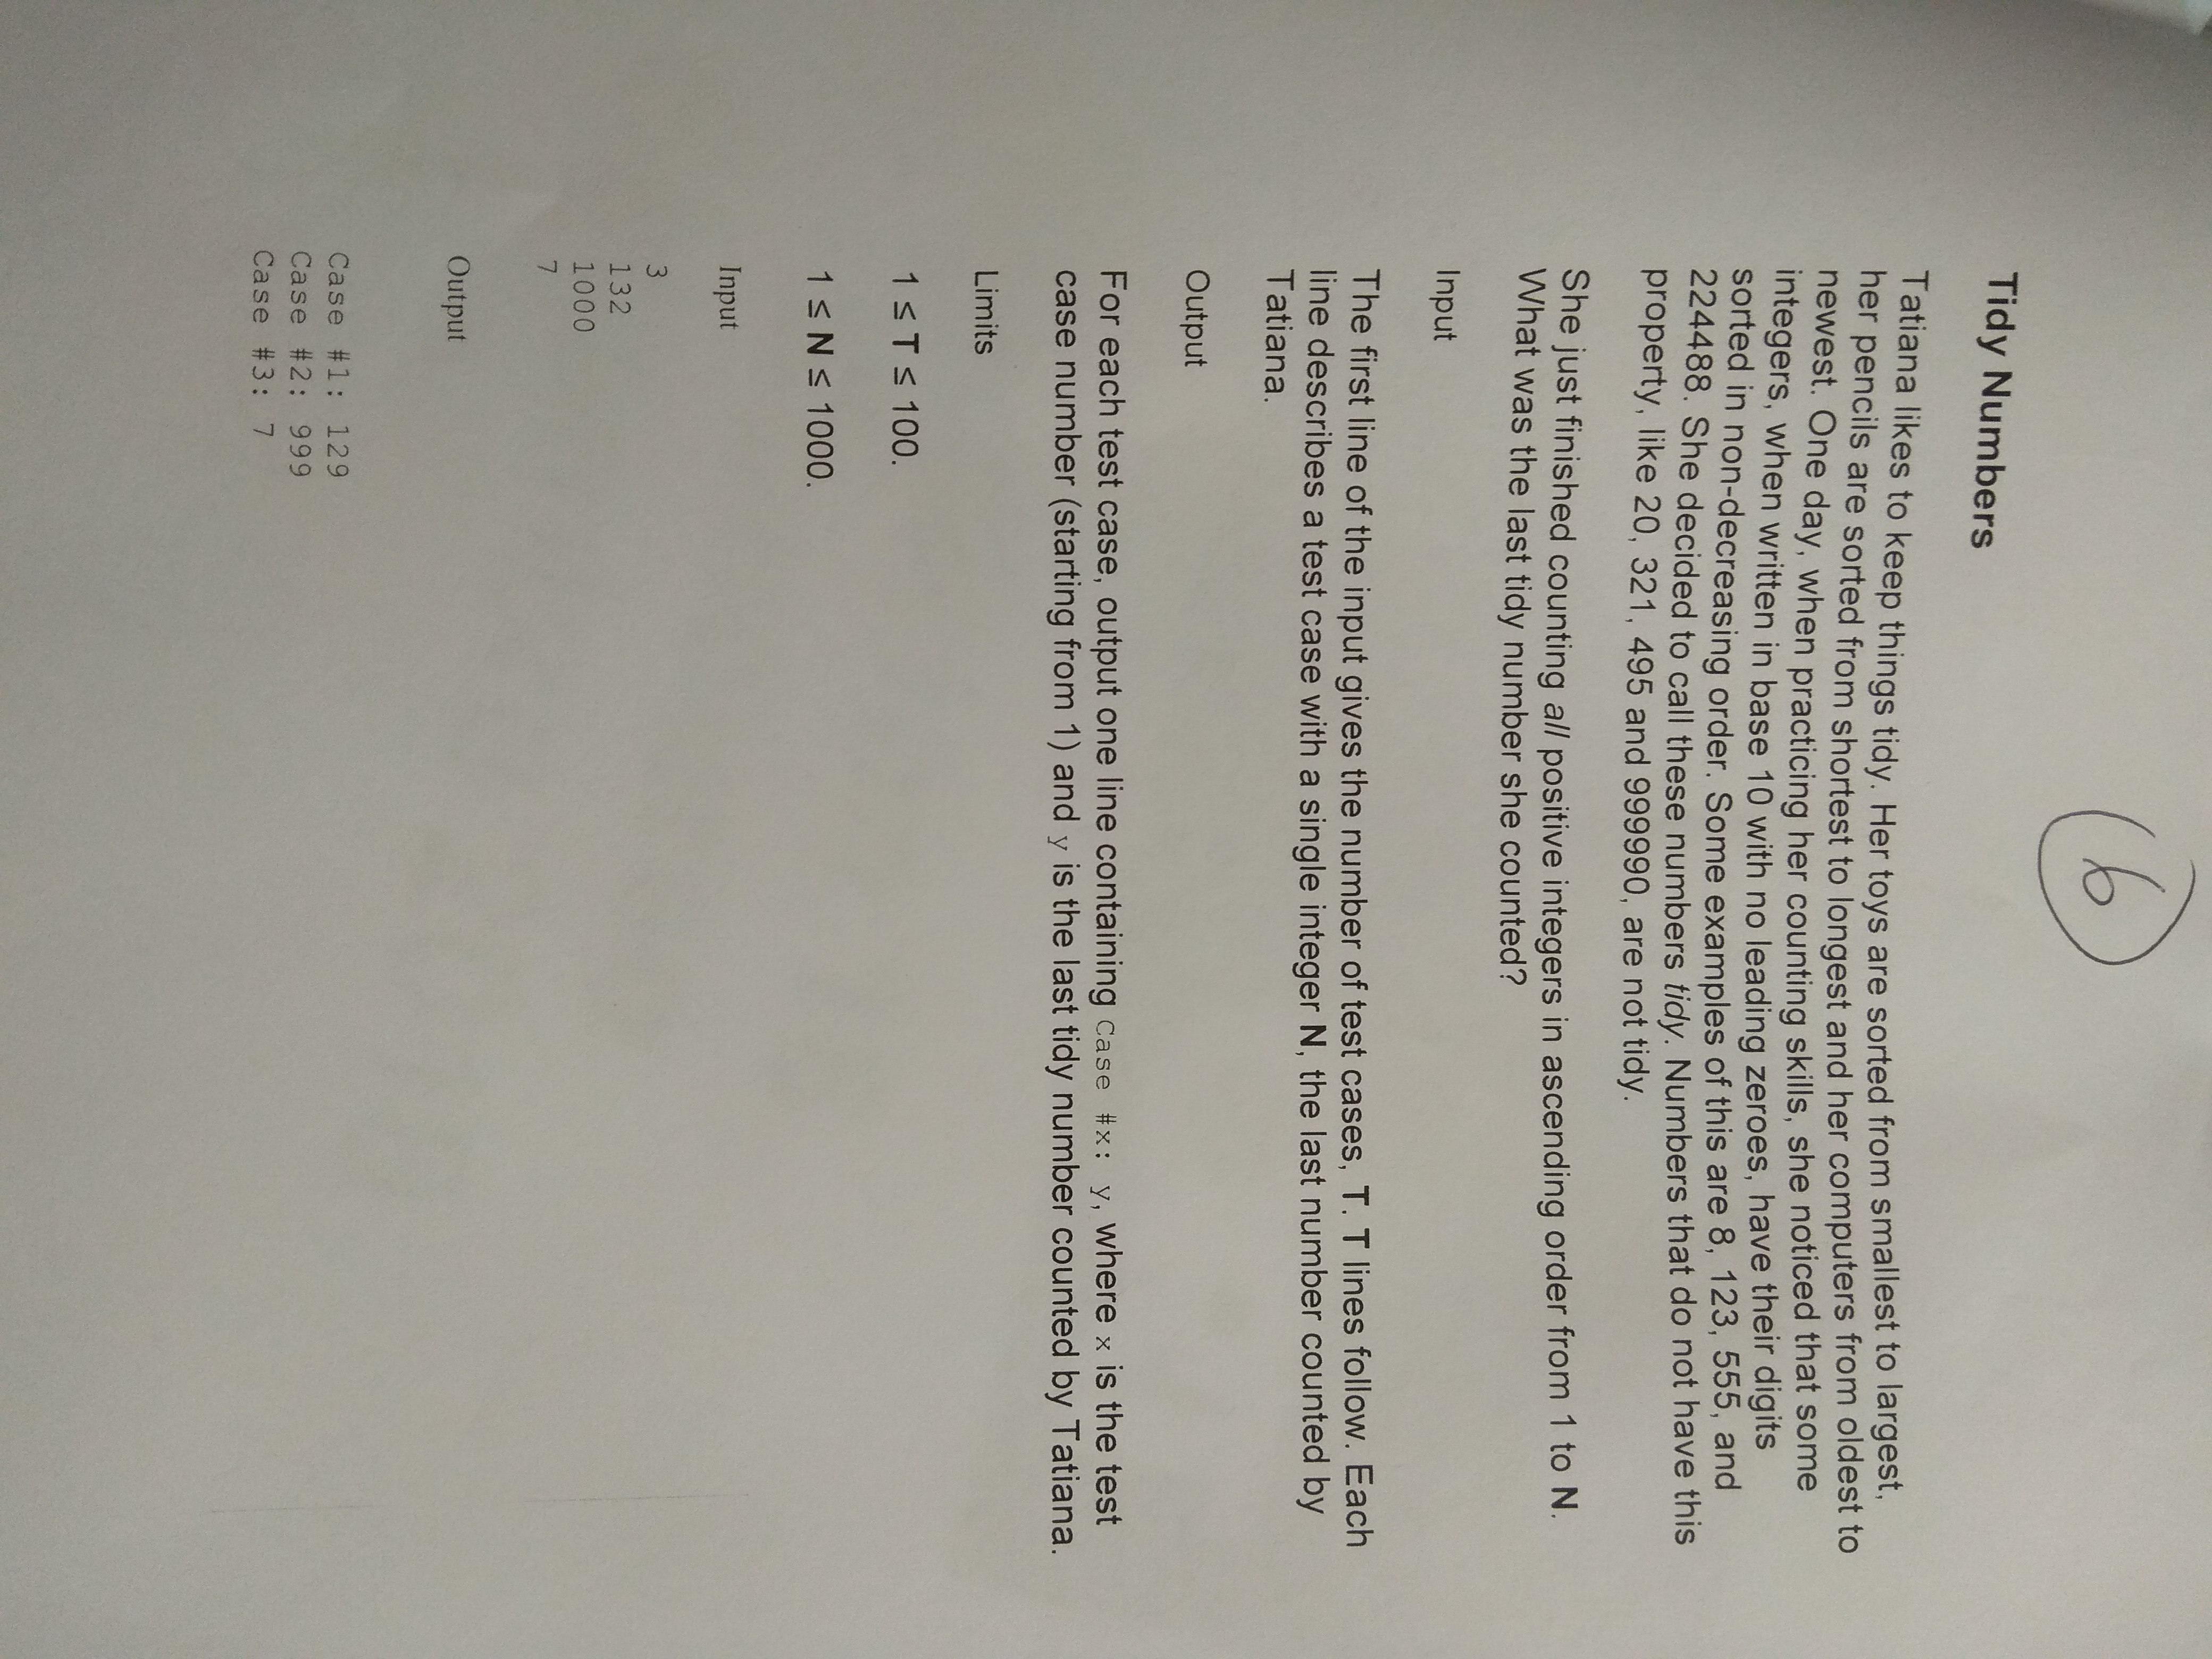 6
Tidy Numbers
Tatiana likes to keep things tidy. Her toys are sorted from smallest to largest,
her pencils are sorted from shortest to longest and her computers from oldest to
newest. One day, when practicing her counting skills, she noticed that some
integers, when written in base 10 with no leading zeroes, have their digits
sorted in non-decreasing order. Some examples of this are 8, 123, 555, and
224488. She decided to call these numbers tidy. Numbers that do not have this
property, like 20, 321, 495 and 999990, are not tidy.
She just finished counting all positive integers in ascending order from 1 to N.
What was the last tidy number she counted?
Input
The first line of the input gives the number of test cases, T. T lines follow. Each
line describes a test case with a single integer N, the last number counted by
Tatiana.
Output
For each test case, output one line containing Case #x: y, where x is the test
case number (starting from 1) and y is the last tidy number counted by Tatiana.
Limits
1 ≤ T ≤ 100.
1 ≤ N ≤ 1000.
Input
3
132
1000
7
Output
Case #1: 129
Case #2: 999
Case #3: 7